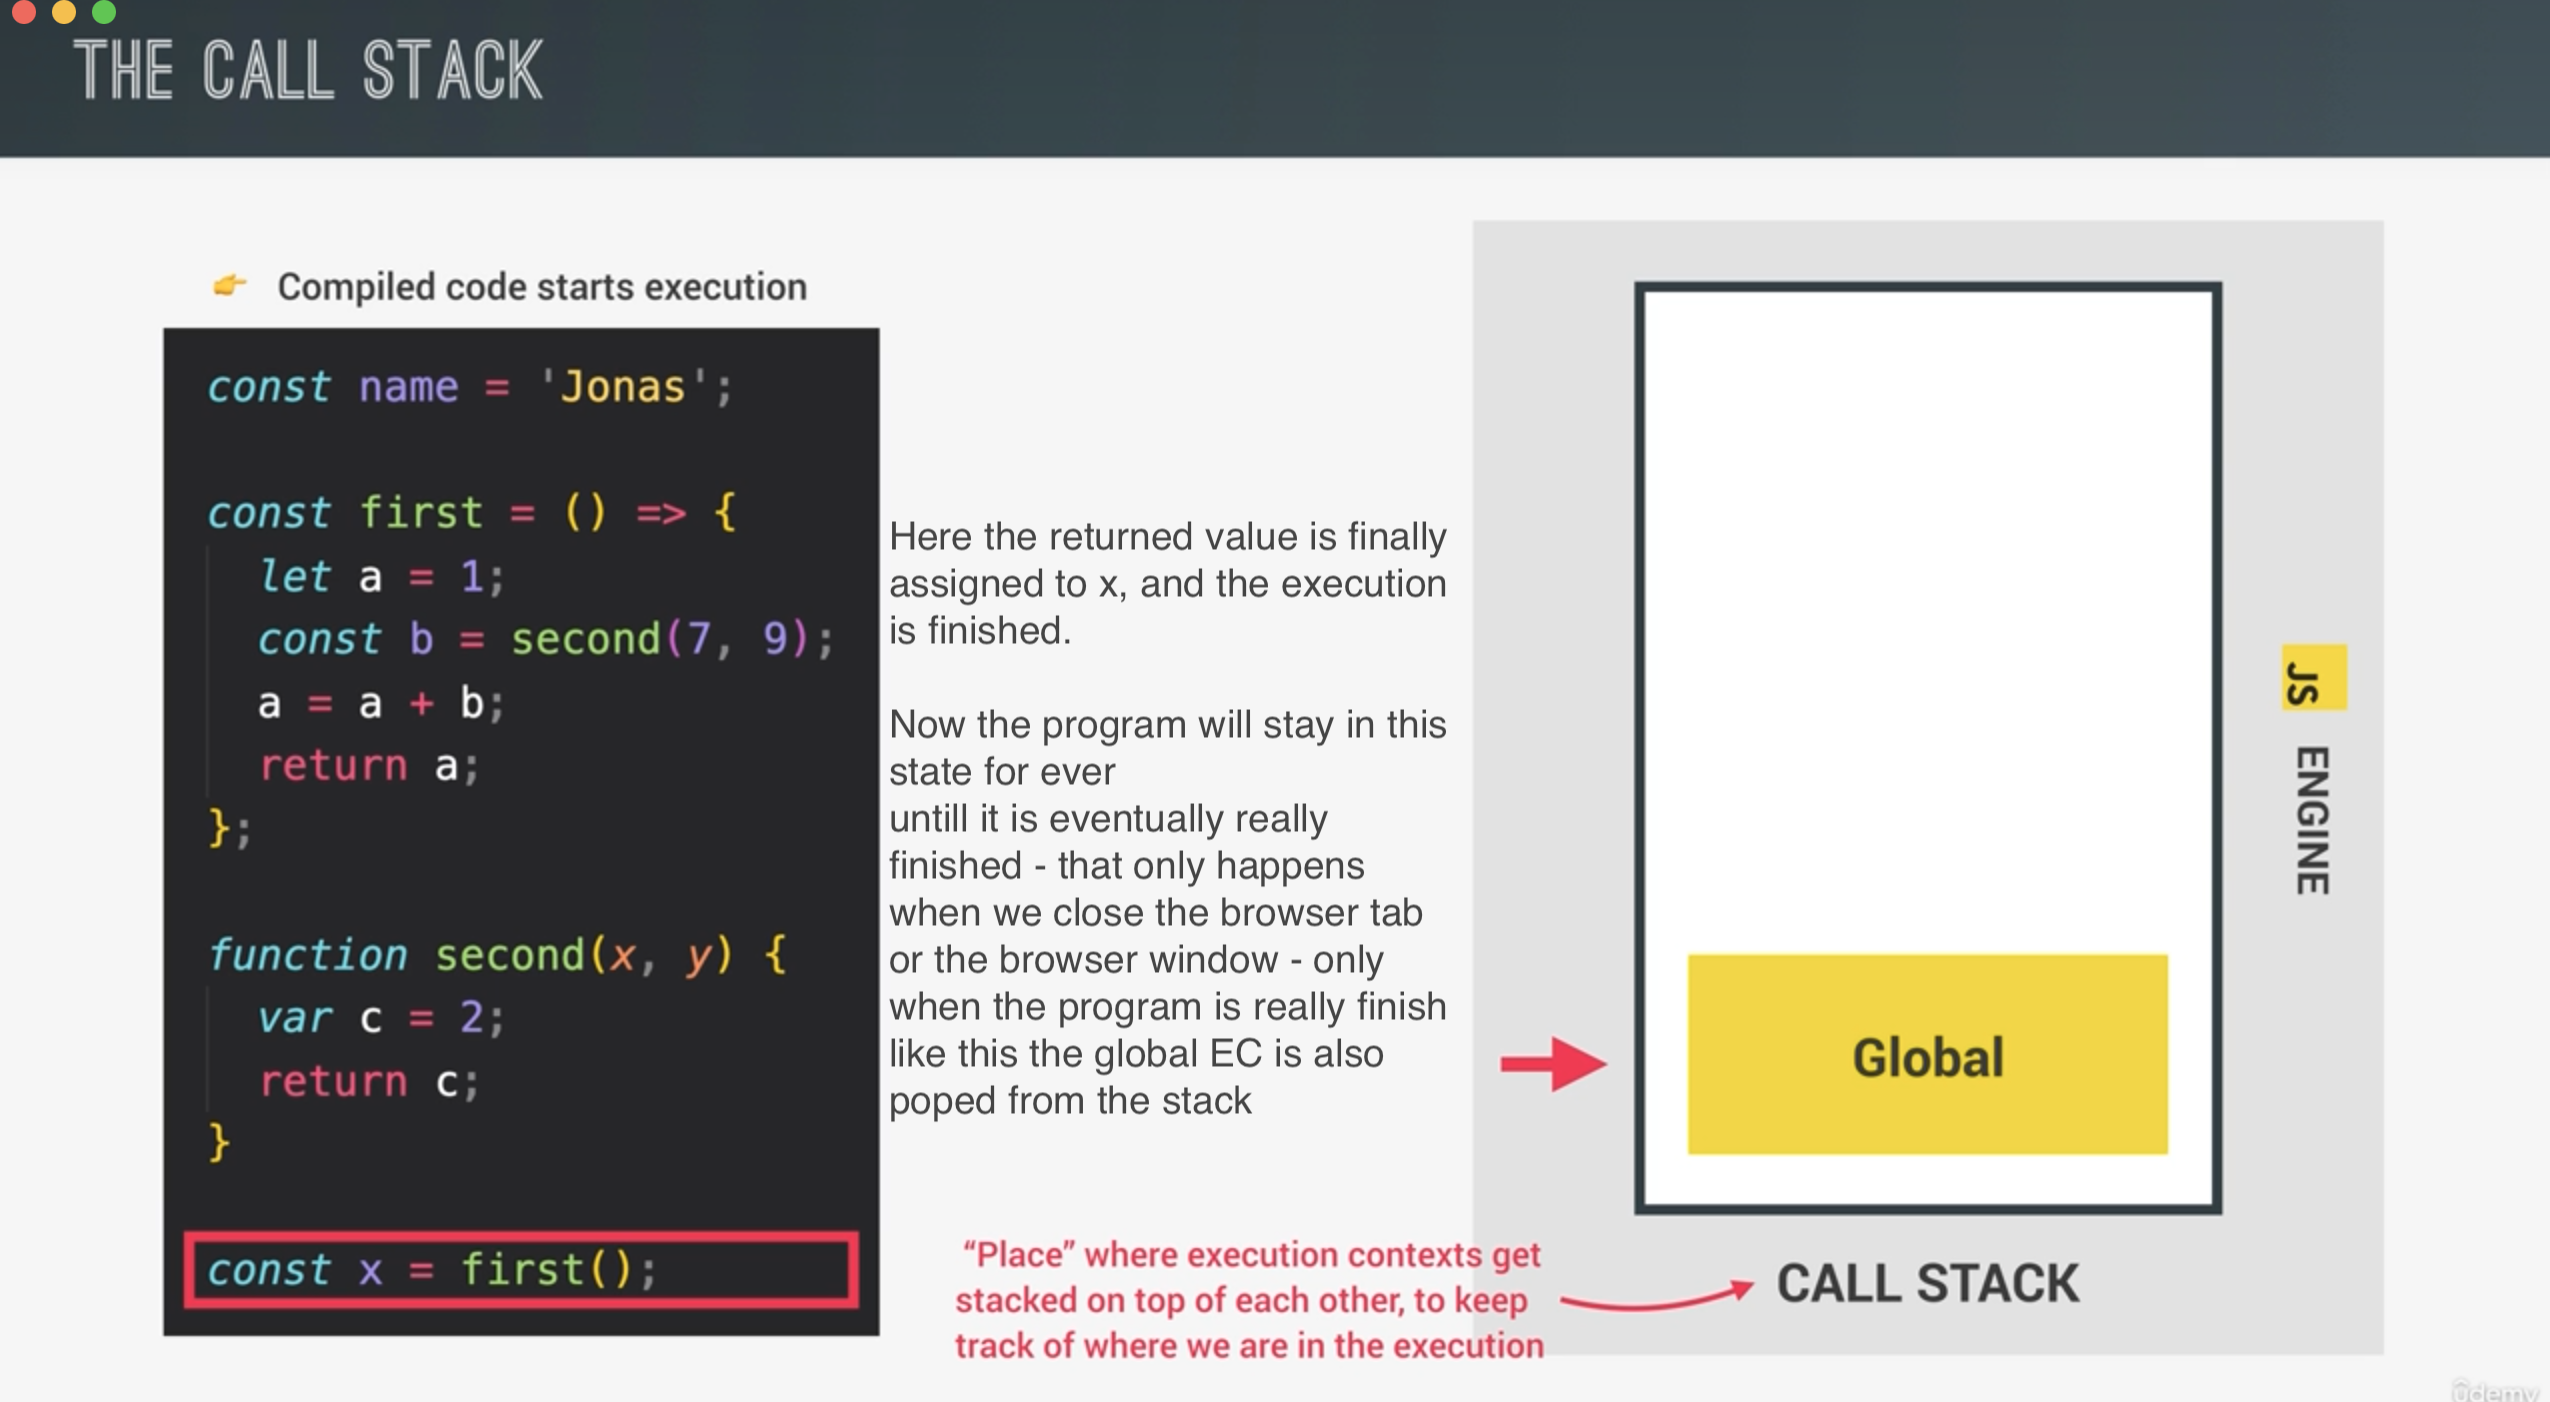 THE CALL STACK
👉 Compiled code starts execution
const name = 'Jonas';
const first = () => {
let a = 1;
const b = second(7, 9);
a = a + b;
return a;
};
function second(x, y) {
var c = 2;
return c;
}
const x = first();
Here the returned value is finally
assigned to x, and the execution
is finished.
Now the program will stay in this
state for ever
untill it is eventually really
finished - that only happens
when we close the browser tab
or the browser window - only
when the program is really finish
like this the global EC is also
poped from the stack
“Place” where execution contexts get
stacked on top of each other, to keep
track of where we are in the execution
Global
CALL STACK
JS ENGINE
ûdemy